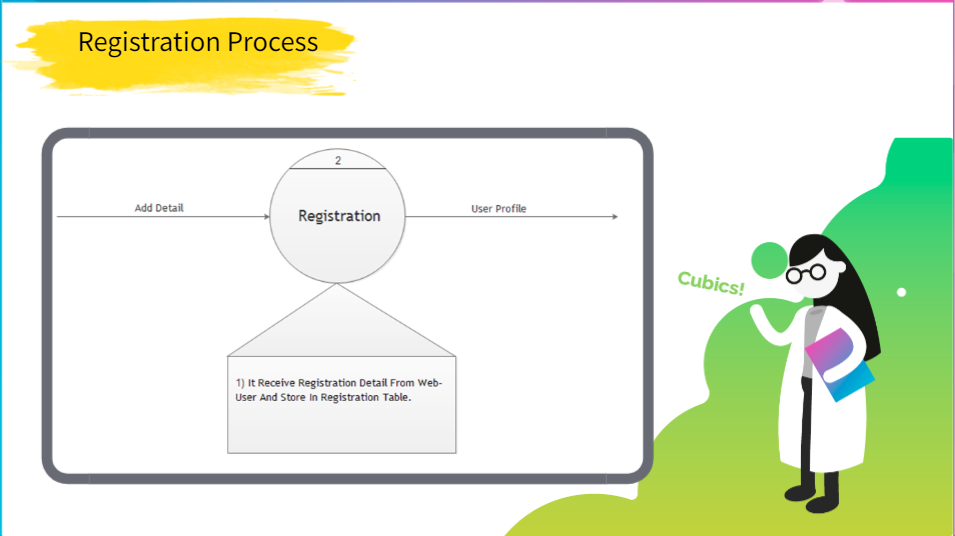 Registration Process
2
Add Detail
Registration
User Profile
Cubics!
1) It Receive Registration Detail From Web-
User And Store In Registration Table.